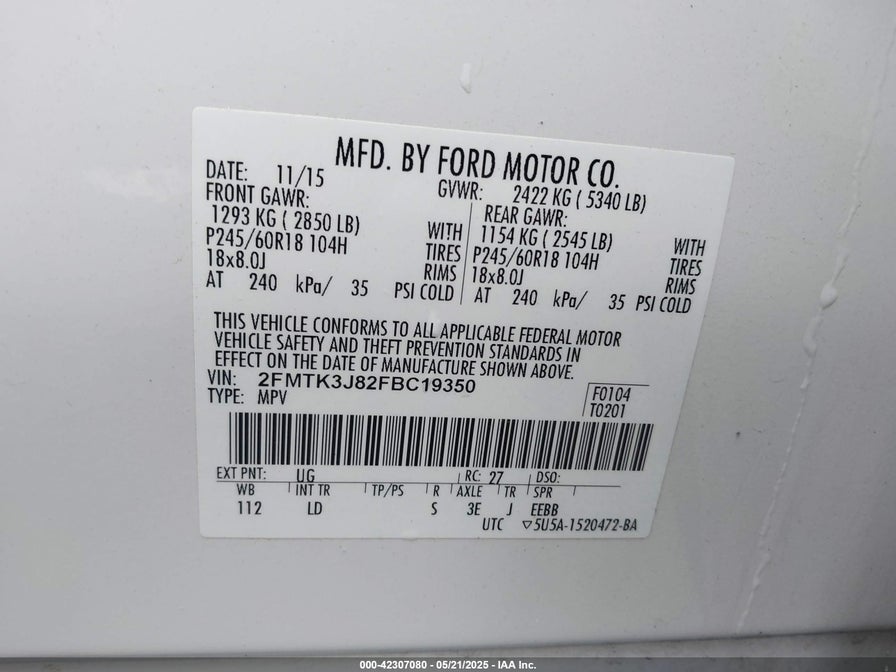 MFD. BY FORD MOTOR CO.
DATE: 11/15 GVWR: 2422 KG ( 5340 LB)
FRONT GAWR: REAR GAWR:
1293 KG ( 2850 LB) WITH 1154 KG ( 2545 LB) WITH
P245/60R18 104H TIRES P245/60R18 104H TIRES
18x8.0J RIMS 18x8.0J RIMS
AT 240 kPa/ 35 PSI COLD AT 240 kPa/ 35 PSI COLD
THIS VEHICLE CONFORMS TO ALL APPLICABLE FEDERAL MOTOR
VEHICLE SAFETY AND THEFT PREVENTION STANDARDS IN
EFFECT ON THE DATE OF MANUFACTURE SHOWN ABOVE.
VIN: 2FMTK3J82FBC19350 F0104
TYPE: MPV T0201
EXT PNT: UG RC: 27 DSO:
WB INT TR TP/PS R AXLE TR SPR
112 LD S 3E J EEBB
UTC ▽5U5A-1520472-BA
000-42307080 — 05/21/2025 — IAA Inc.